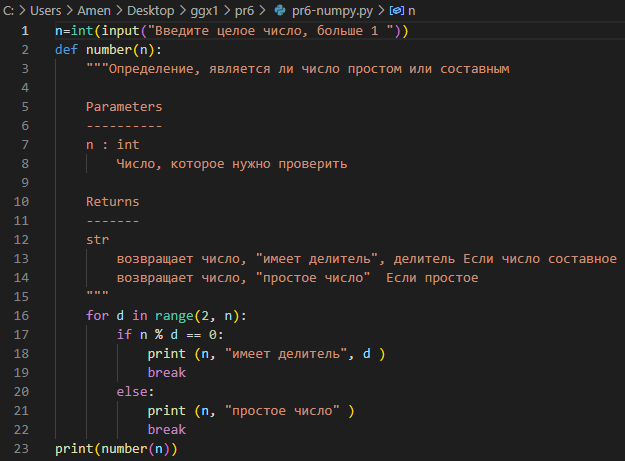 C: > Users > Amen > Desktop > ggx1 > pr6 > pr6-numpy.py > n
1 n=int(input("Введите целое число, больше 1 "))
2 def number(n):
3     """Определение, является ли число простом или составным
4
5     Parameters
6     ----------
7     n : int
8         Число, которое нужно проверить
9
10     Returns
11     -------
12     str
13         возвращает число, "имеет делитель", делитель Если число составное
14         возвращает число, "простое число"  Если простое
15     """
16     for d in range(2, n):
17         if n % d == 0:
18             print (n, "имеет делитель", d )
19             break
20         else:
21             print (n, "простое число" )
22             break
23 print(number(n))